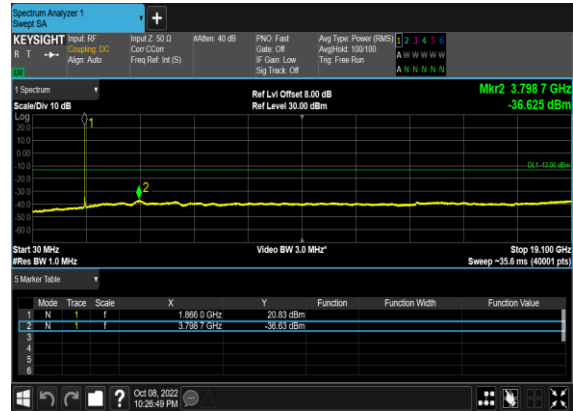 Spectrum Analyzer 1
Swept SA
+
KEYSIGHT Input: RF Input Z: 50 Ω #Atten: 40 dB PNO: Fast Avg Type: Power (RMS) 1 2 3 4 5 6
R T Coupling: DC Corr CCorr Gate: Off Avg|Hold: 100/100 A W W W W W
Align: Auto Freq Ref: Int (S) IF Gain: Low Trig: Free Run
LW Sig Track: Off A N N N N N
1 Spectrum Ref Lvl Offset 8.00 dB Mkr2 3.798 7 GHz
Scale/Div 10 dB Ref Level 30.00 dBm -36.625 dBm
Log
20.0 1
10.0
0.00
-10.0 DL1 -13.00 dBm
-20.0
-30.0 2
-40.0
-50.0
-60.0
Start 30 MHz Video BW 3.0 MHz* Stop 19.100 GHz
#Res BW 1.0 MHz Sweep ~35.6 ms (40001 pts)
5 Marker Table
Mode Trace Scale X Y Function Function Width Function Value
1 N 1 f 1.866 0 GHz 20.83 dBm
2 N 1 f 3.798 7 GHz -36.63 dBm
3
4
5
6
? Oct 08, 2022
10:26:49 PM